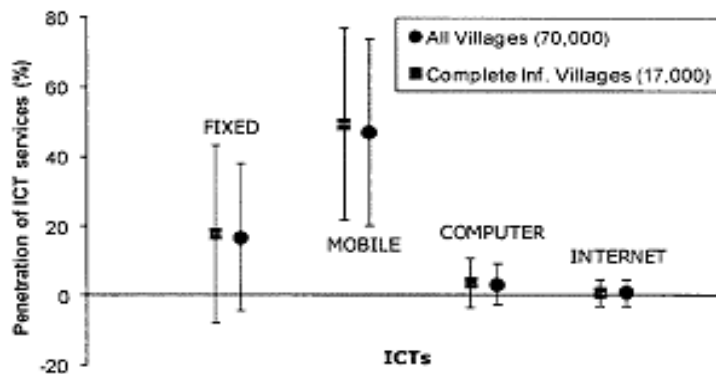 80
60
40
20
0
-20
Penetration of ICT services (%)
All Villages (70,000)
Complete Inf. Villages (17,000)
FIXED
MOBILE
COMPUTER
INTERNET
ICTs